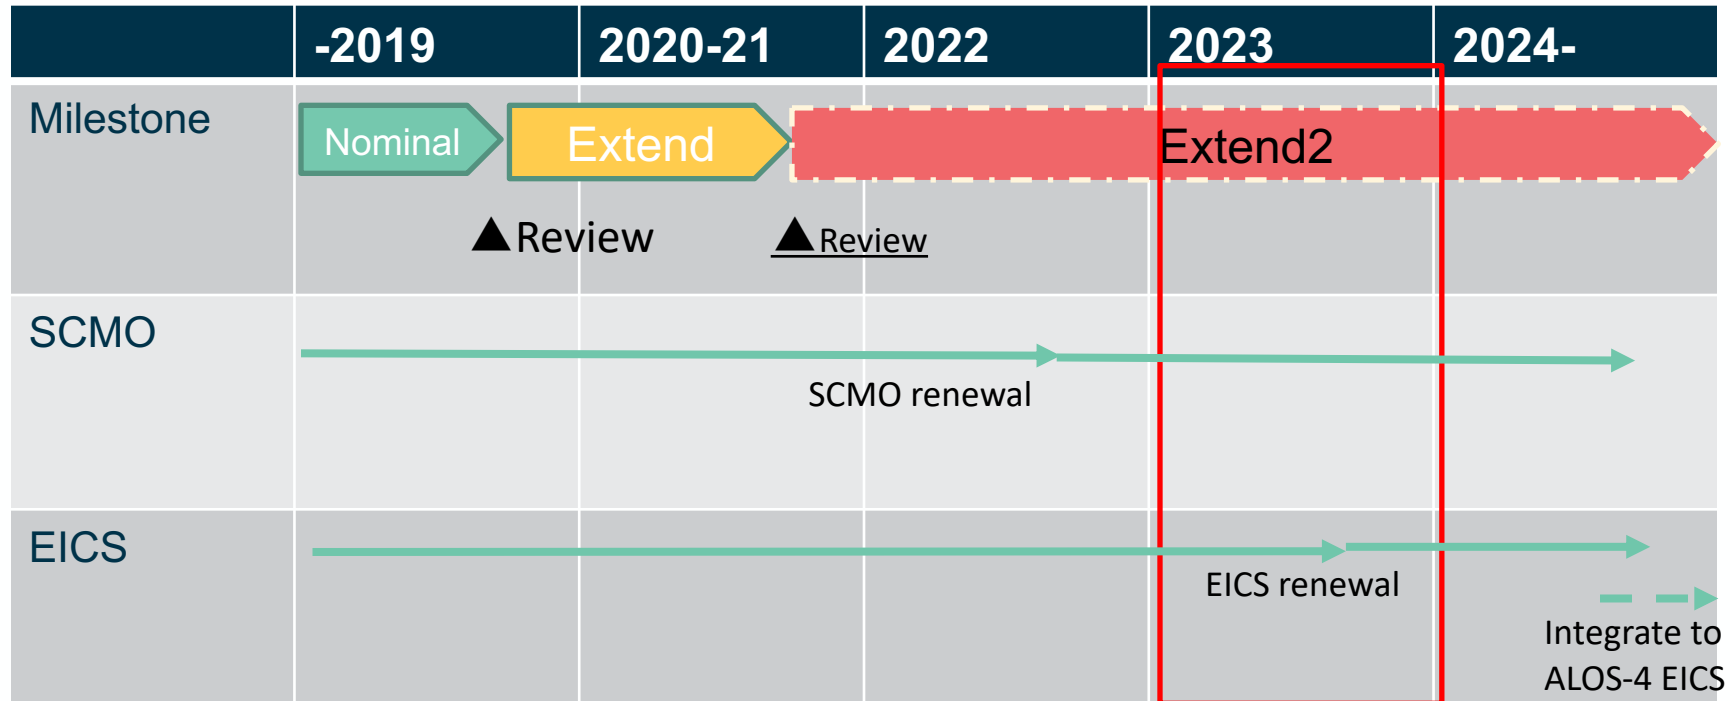 -2019 2020-21 2022 2023 2024-
Milestone
Nominal Extend Extend2
▲Review ▲Review
SCMO
SCMO renewal
EICS
EICS renewal
Integrate to
ALOS-4 EICS